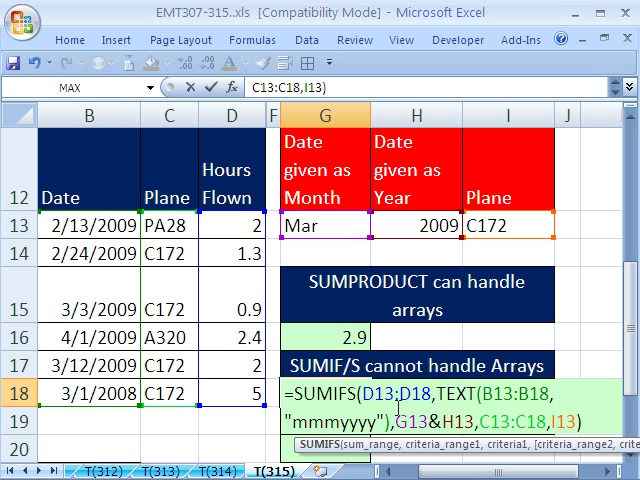 EMT307-315..xls [Compatibility Mode] - Microsoft Excel
Home Insert Page Layout Formulas Data Review View Developer Add-Ins
MAX fx C13:C18,I13)
B C D F G H I J
12 Date Plane Hours Flown Date given as Month Date given as Year Plane
13 2/13/2009 PA28 2 Mar 2009 C172
14 2/24/2009 C172 1.3
SUMPRODUCT can handle
15 3/3/2009 C172 0.9 arrays
16 4/1/2009 A320 2.4 2.9
17 3/12/2009 C172 2 SUMIF/S cannot handle Arrays
18 3/1/2008 C172 5 =SUMIFS(D13:D18,TEXT(B13:B18,
19 "mmmyyyy"),G13&H13,C13:C18,I13)
SUMIFS(sum_range, criteria_range1, criteria1, [criteria_range2, crite
20
T(312) T(313) T(314) T(315)